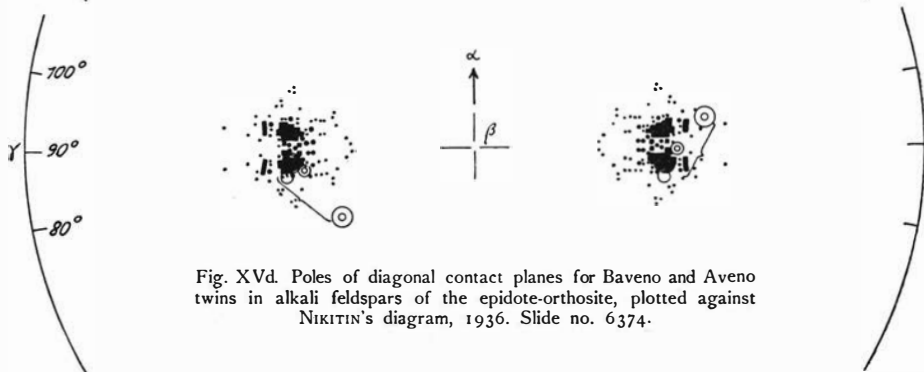 α
100°
β
γ 90°
80°
Fig. XVd. Poles of diagonal contact planes for Baveno and Aveno
twins in alkali feldspars of the epidote-orthosite, plotted against
NIKITIN's diagram, 1936. Slide no. 6374.